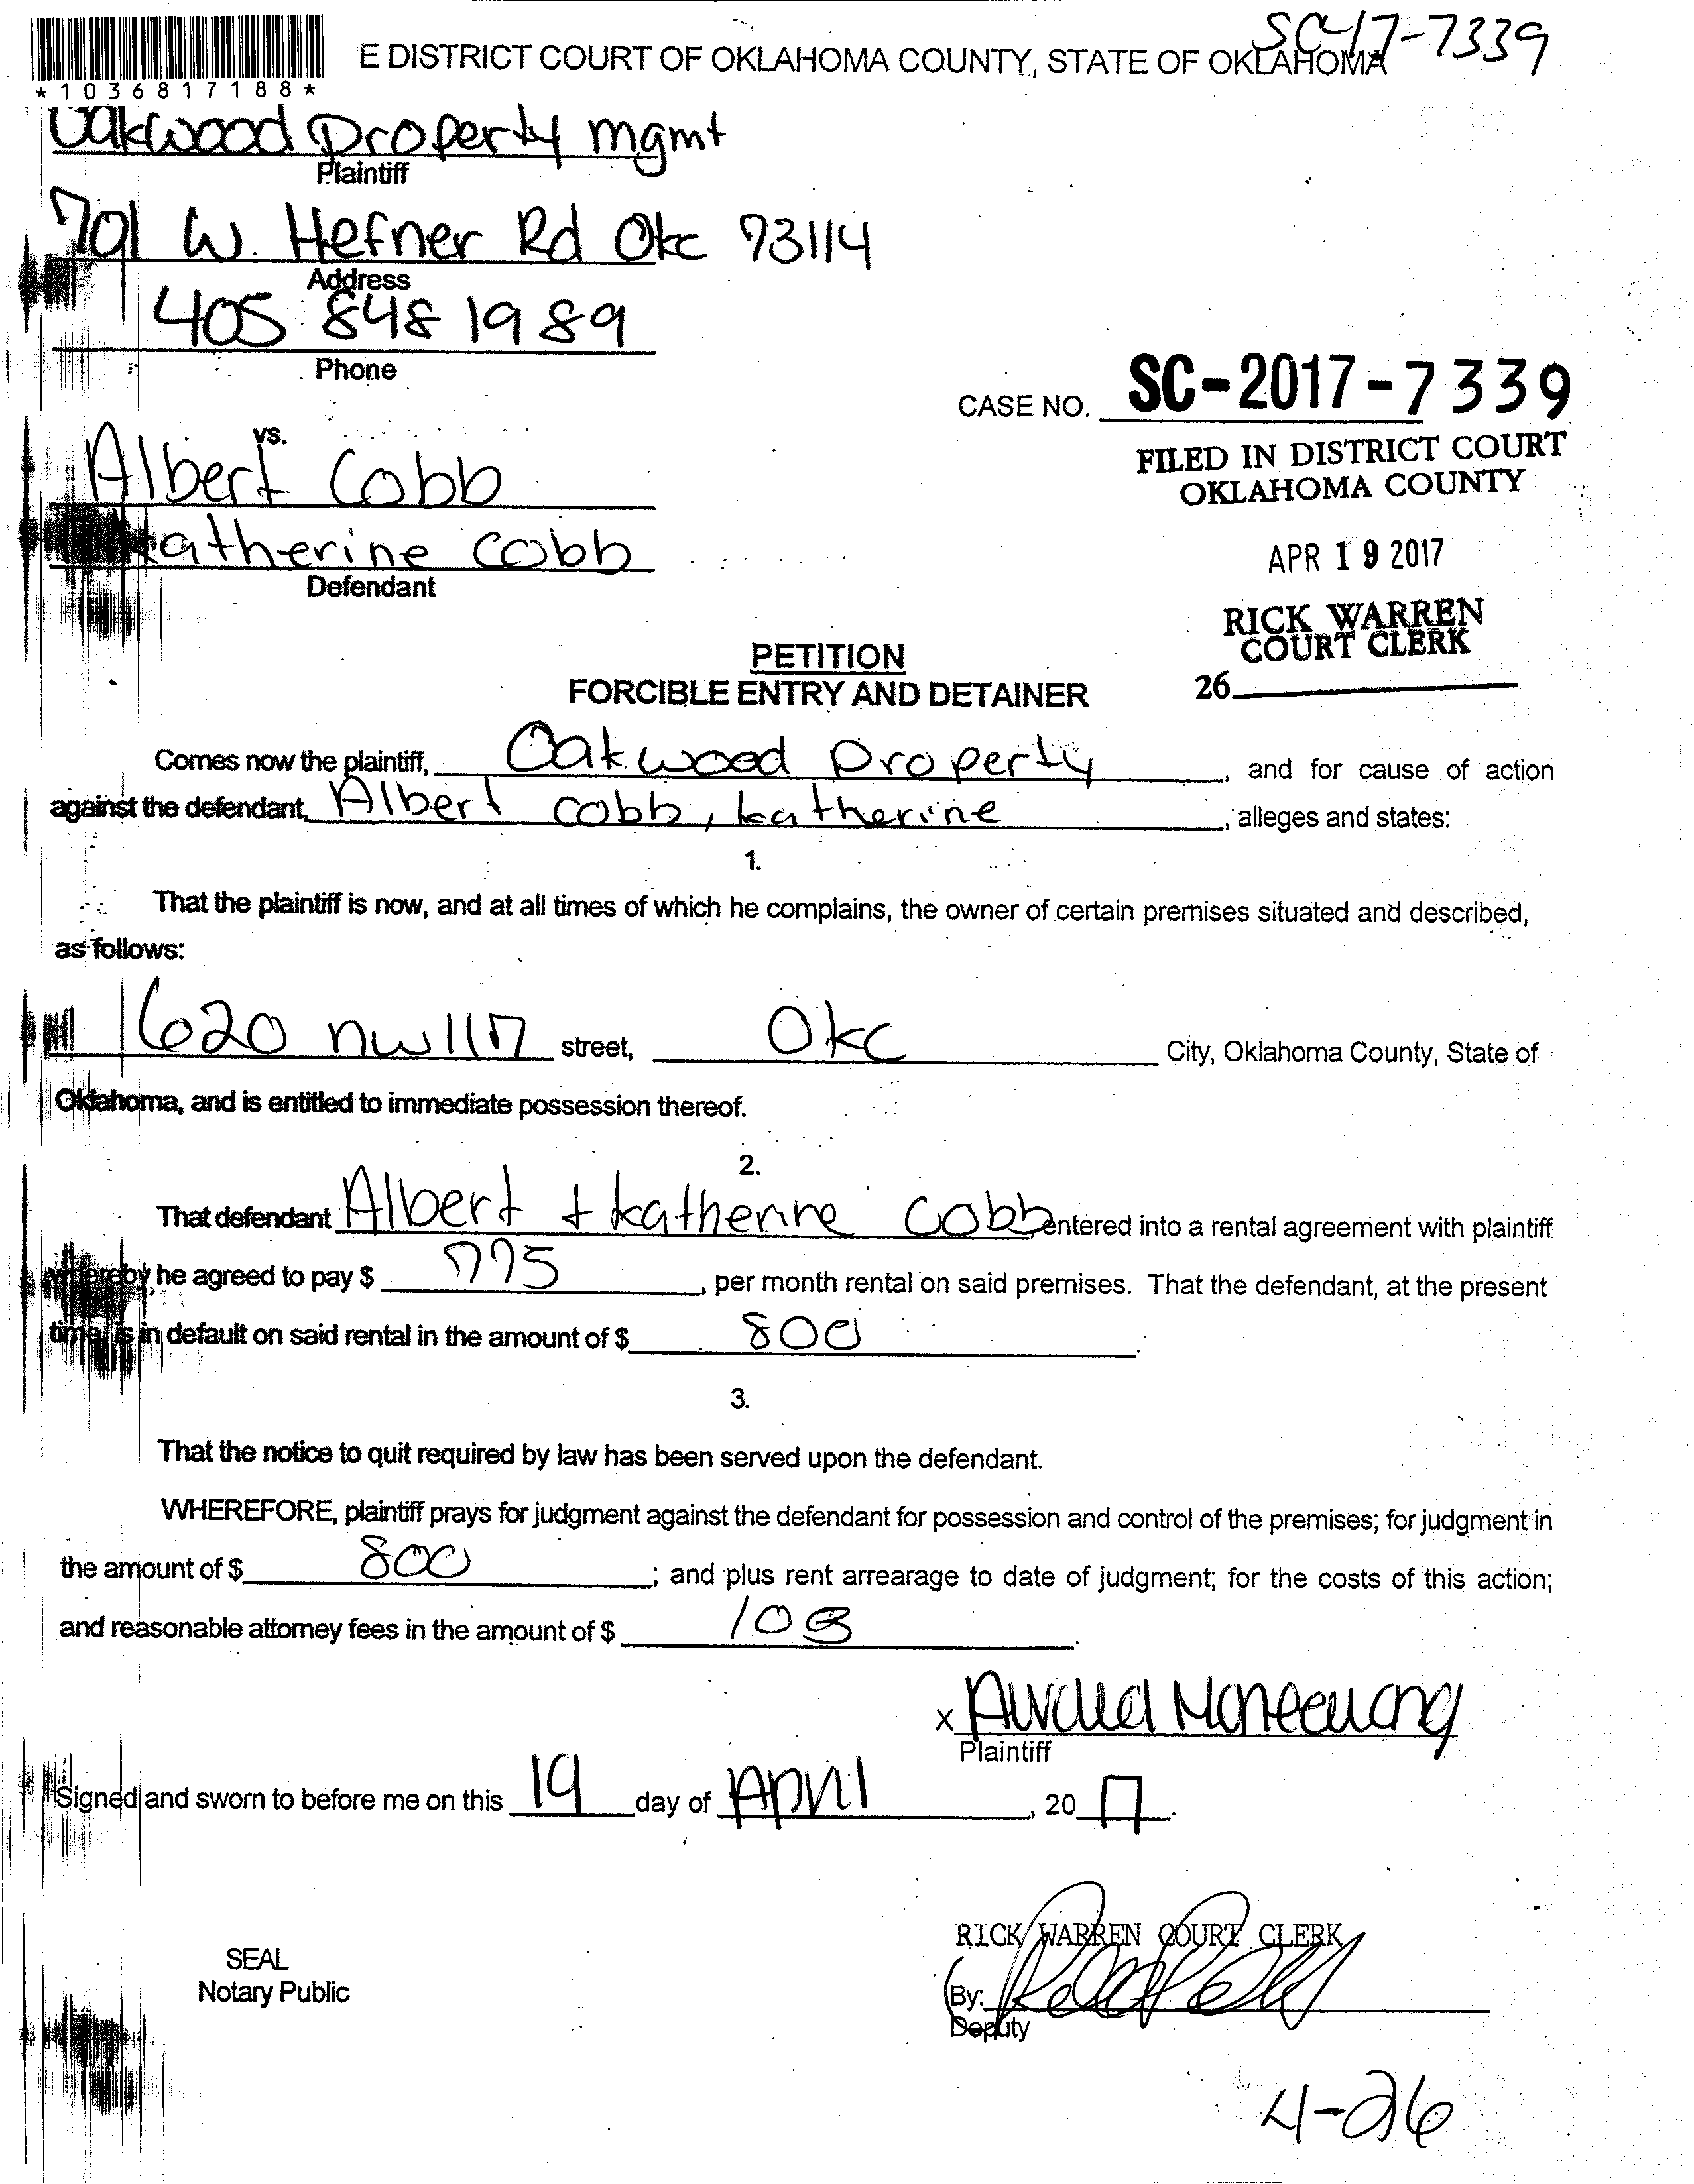 SC-17-7339
E DISTRICT COURT OF OKLAHOMA COUNTY, STATE OF OKLAHOMA
*1036817188*
Oakwood Property mgmt
Plaintiff
701 W. Hefner Rd Okc 73114
Address
405 848 1989
Phone
CASE NO. SC-2017-7339
vs.
FILED IN DISTRICT COURT
OKLAHOMA COUNTY
Albert Cobb
Katherine Cobb
Defendant
APR 19 2017
RICK WARREN
COURT CLERK
26
PETITION
FORCIBLE ENTRY AND DETAINER
Comes now the plaintiff, Oakwood Property, and for cause of action
against the defendant, Albert Cobb, Katherine, alleges and states:
1.
That the plaintiff is now, and at all times of which he complains, the owner of certain premises situated and described,
as follows:
1620 nw 117 street, Okc City, Oklahoma County, State of
Oklahoma, and is entitled to immediate possession thereof.
2.
That defendant Albert + Katherine Cobb entered into a rental agreement with plaintiff
whereby he agreed to pay $ 775, per month rental on said premises. That the defendant, at the present
time, is in default on said rental in the amount of $ 800.
3.
That the notice to quit required by law has been served upon the defendant.
WHEREFORE, plaintiff prays for judgment against the defendant for possession and control of the premises; for judgment in
the amount of $ 800; and plus rent arrearage to date of judgment; for the costs of this action;
and reasonable attorney fees in the amount of $ 103.
x
Plaintiff
Signed and sworn to before me on this 19 day of April, 20 17.
RICK WARREN COURT CLERK
SEAL
Notary Public
By:
Deputy
4-26